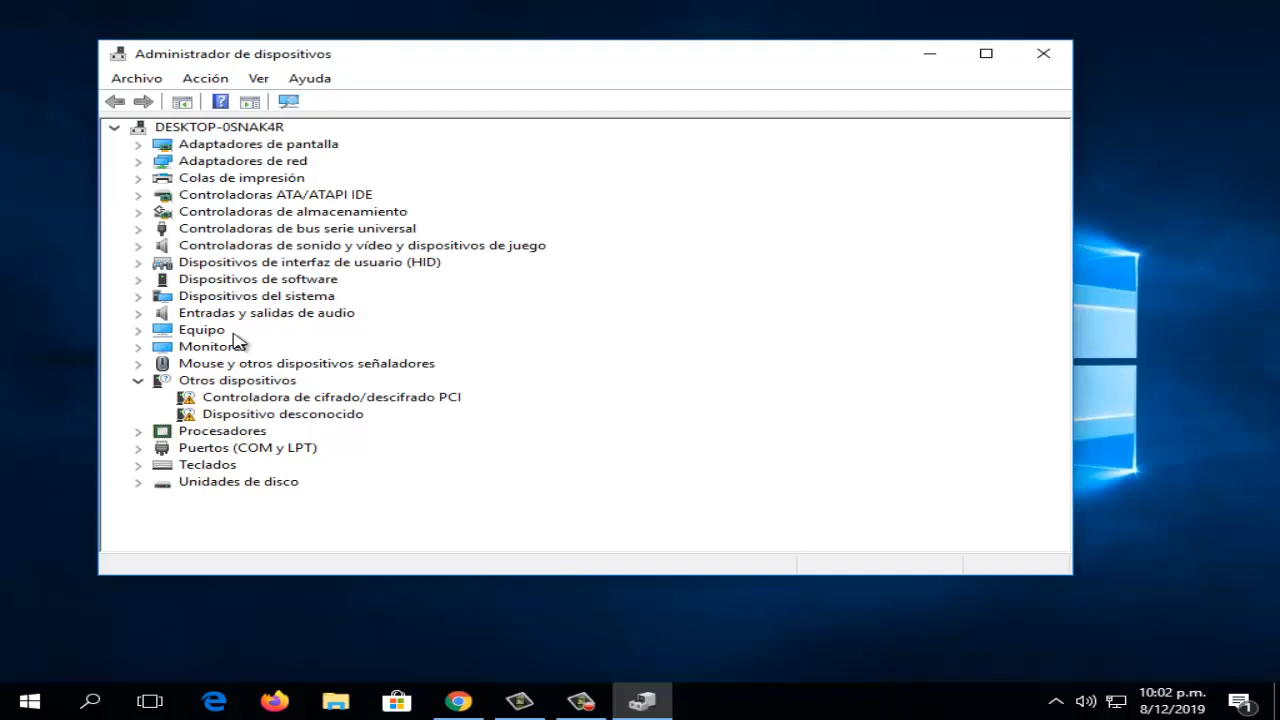 Administrador de dispositivos
Archivo Acción Ver Ayuda
DESKTOP-0SNAK4R
Adaptadores de pantalla
Adaptadores de red
Colas de impresión
Controladoras ATA/ATAPI IDE
Controladoras de almacenamiento
Controladoras de bus serie universal
Controladoras de sonido y vídeo y dispositivos de juego
Dispositivos de interfaz de usuario (HID)
Dispositivos de software
Dispositivos del sistema
Entradas y salidas de audio
Equipo
Monitores
Mouse y otros dispositivos señaladores
Otros dispositivos
Controladora de cifrado/descifrado PCI
Dispositivo desconocido
Procesadores
Puertos (COM y LPT)
Teclados
Unidades de disco
10:02 p.m.
8/12/2019
1